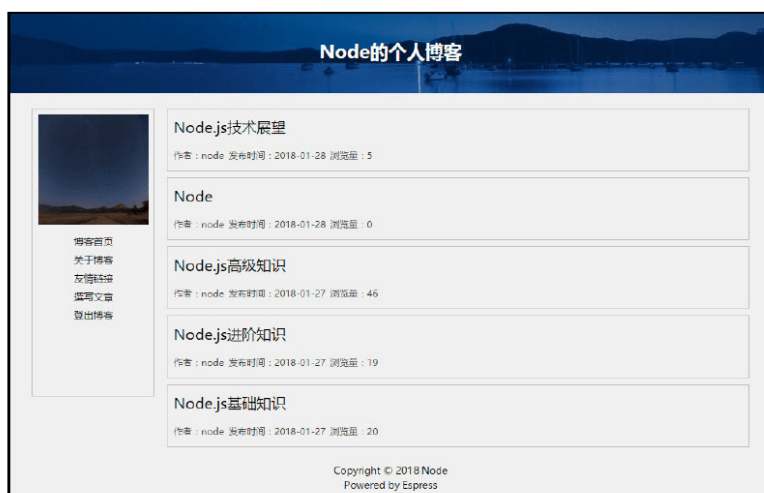 Node的个人博客
博客首页
关于博客
友情链接
撰写文章
登出博客
Node.js技术展望
作者：node 发布时间：2018-01-28 浏览量：5
Node
作者：node 发布时间：2018-01-28 浏览量：0
Node.js高级知识
作者：node 发布时间：2018-01-27 浏览量：46
Node.js进阶知识
作者：node 发布时间：2018-01-27 浏览量：19
Node.js基础知识
作者：node 发布时间：2018-01-27 浏览量：20
Copyright © 2018 Node
Powered by Espress